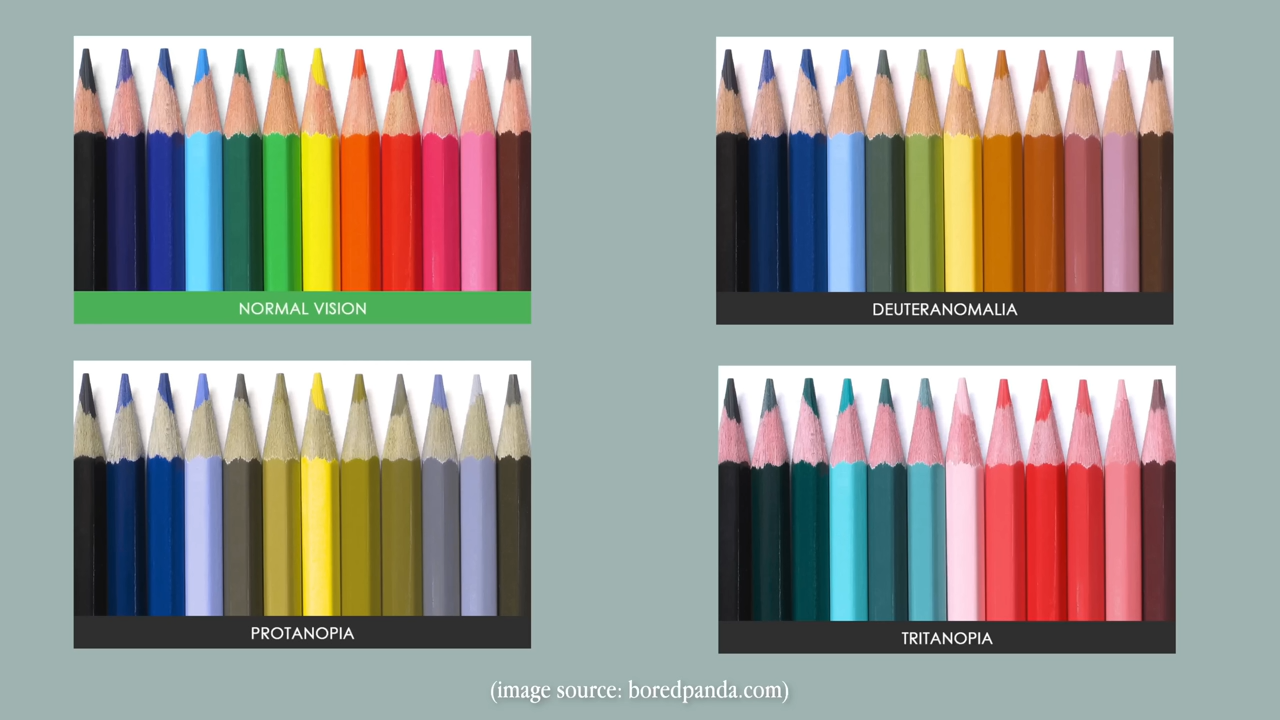 NORMAL VISION
DEUTERANOMALIA
PROTANOPIA
TRITANOPIA
(image source: boredpanda.com)